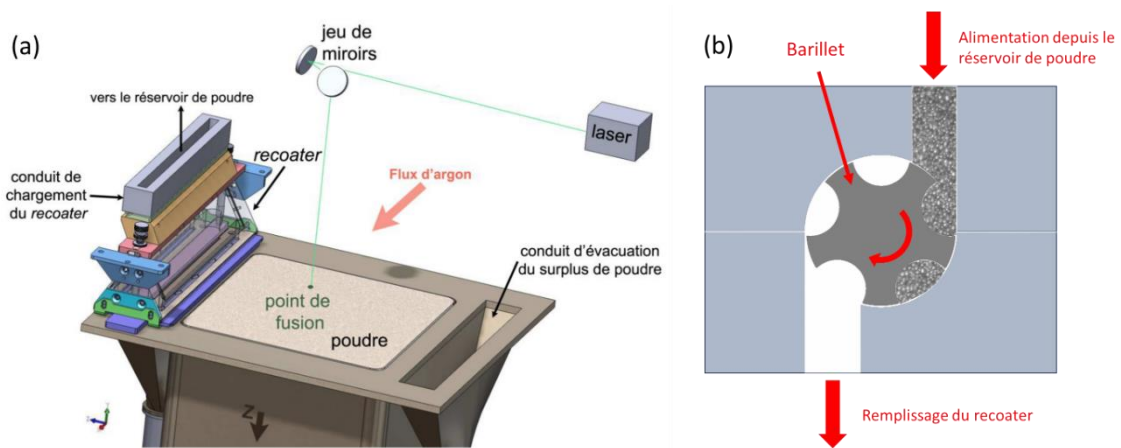 (a)
jeu de
miroirs
vers le réservoir de poudre
laser
recoater
conduit de
chargement
du recoater
Flux d'argon
conduit d'évacuation
du surplus de poudre
point de
fusion
poudre
Z
(b)
Alimentation depuis le
réservoir de poudre
Barillet
Remplissage du recoater